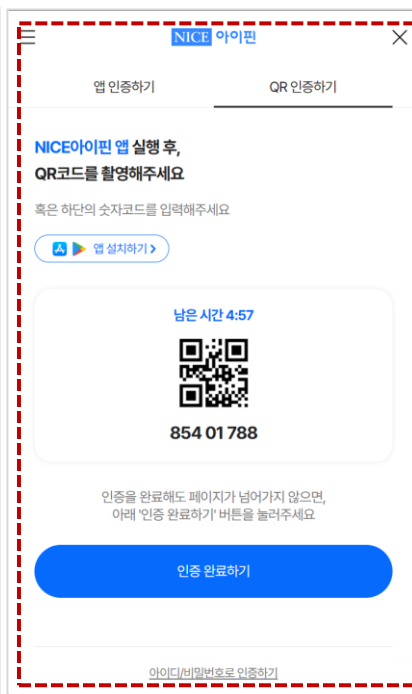 NICE 아이핀
앱 인증하기
QR 인증하기
NICE아이핀 앱 실행 후,
QR코드를 촬영해주세요
혹은 하단의 숫자코드를 입력해주세요
앱 설치하기 >
남은 시간 4:57
854 01 788
인증을 완료해도 페이지가 넘어가지 않으면,
아래 '인증 완료하기' 버튼을 눌러주세요
인증 완료하기
아이디/비밀번호로 인증하기